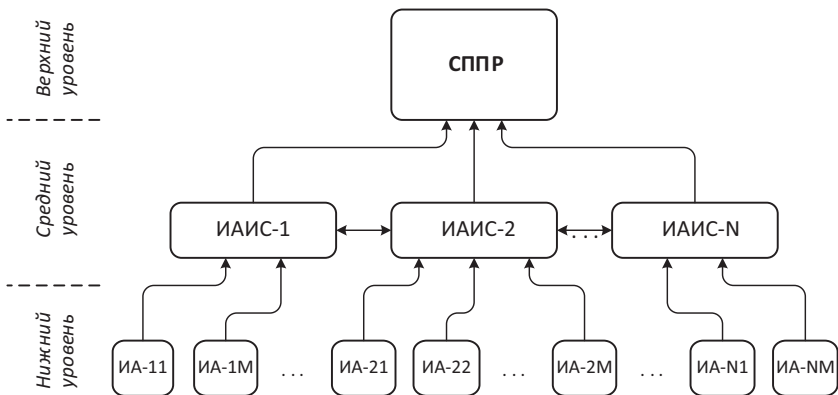 Верхний
уровень
СППР
Средний
уровень
ИАИС-1
ИАИС-2
. . .
ИАИС-N
Нижний
уровень
ИА-11
ИА-1М
. . .
ИА-21
ИА-22
. . .
ИА-2М
. . .
ИА-N1
ИА-NM